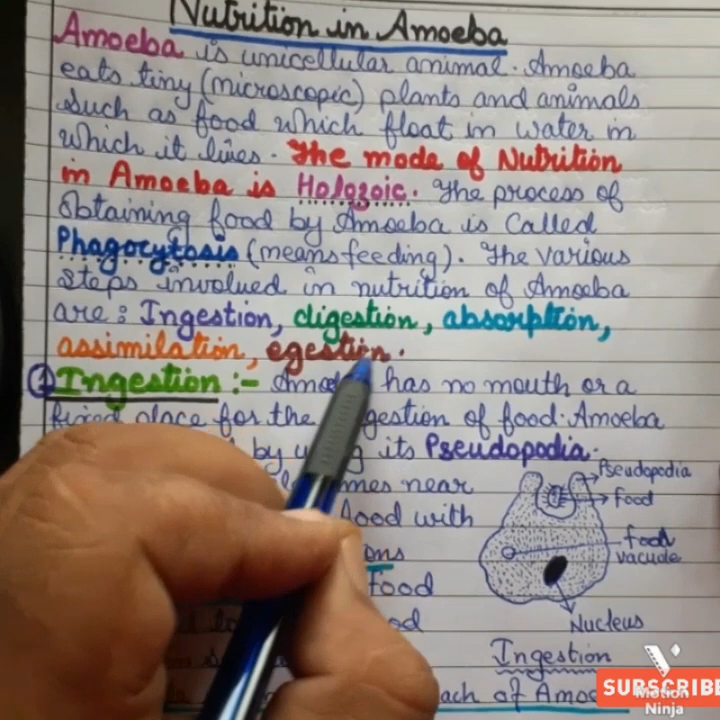 Nutrition in Amoeba
Amoeba is unicellular animal. Amoeba
eats tiny (microscopic) plants and animals
such as food which float in water in
which it lives. The mode of Nutrition
in Amoeba is Holozoic. The process of
obtaining food by Amoeba is called
Phagocytosis (means feeding). The various
steps involved in nutrition of Amoeba
are: Ingestion, digestion, absorption,
assimilation, egestion.
1 Ingestion :- has no mouth or a
fixed place for the of food. Amoeba
by its Pseudopodia.
near
with
food
Pseudopodia
food
food
vacuole
Nucleus
Ingestion
of
SUBSCRIBE
Motion
Ninja